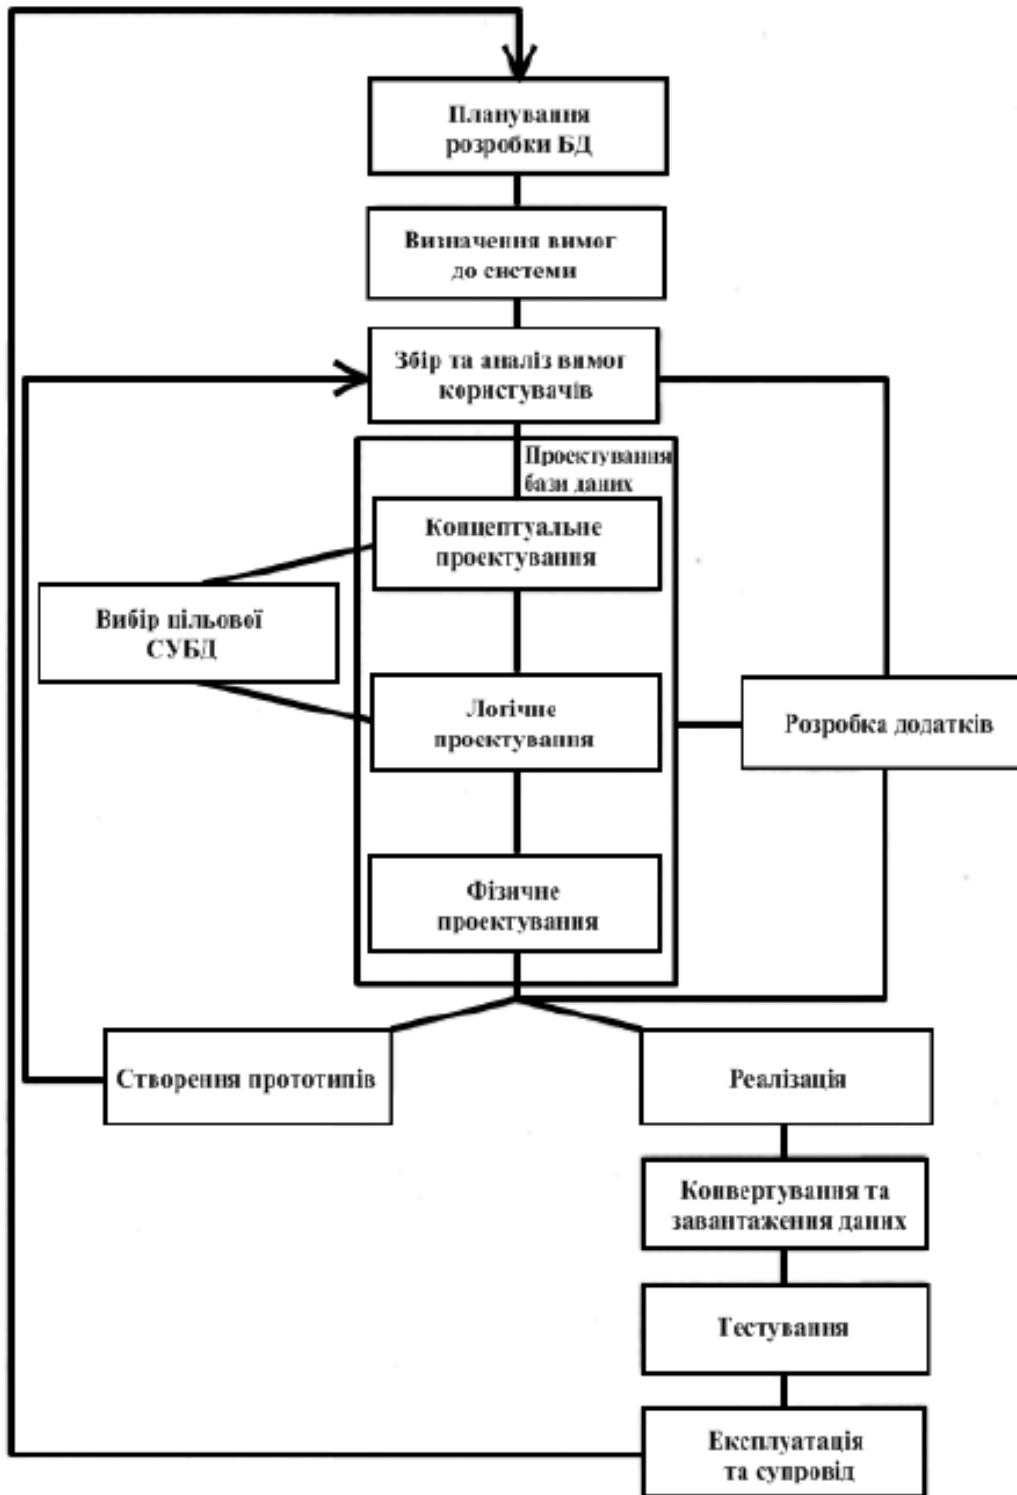 Планування
розробки БД
Визначення вимог
до системи
Збір та аналіз вимог
користувачів
Проектування
бази даних
Концептуальне
проектування
Вибір цільової
СУБД
Логічне
проектування
Розробка додатків
Фізичне
проектування
Створення прототипів
Реалізація
Конвертування та
завантаження даних
Тестування
Експлуатація
та супровід